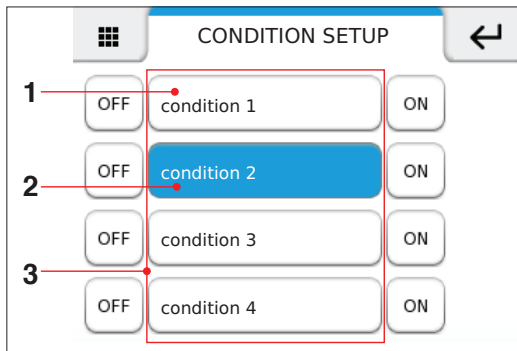 CONDITION SETUP
1 OFF condition 1 ON
2 OFF condition 2 ON
OFF condition 3 ON
3
OFF condition 4 ON